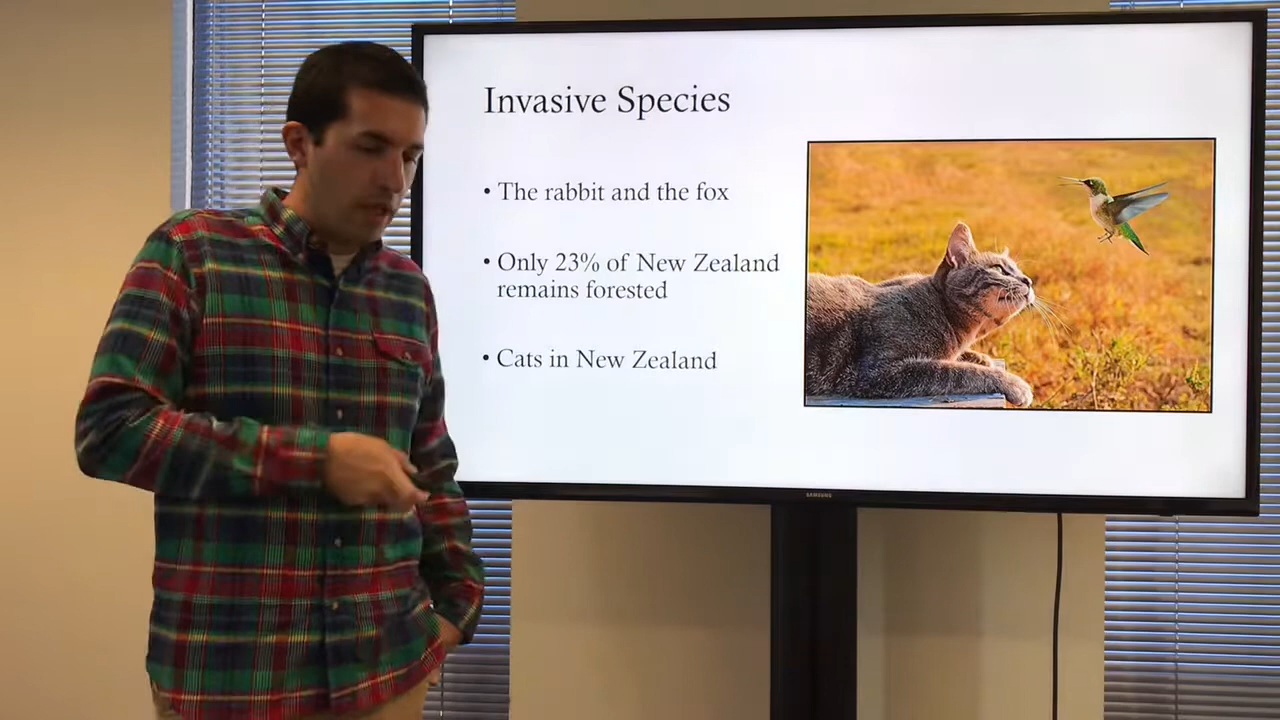 Invasive Species
• The rabbit and the fox
• Only 23% of New Zealand
remains forested
• Cats in New Zealand
SAMSUNG